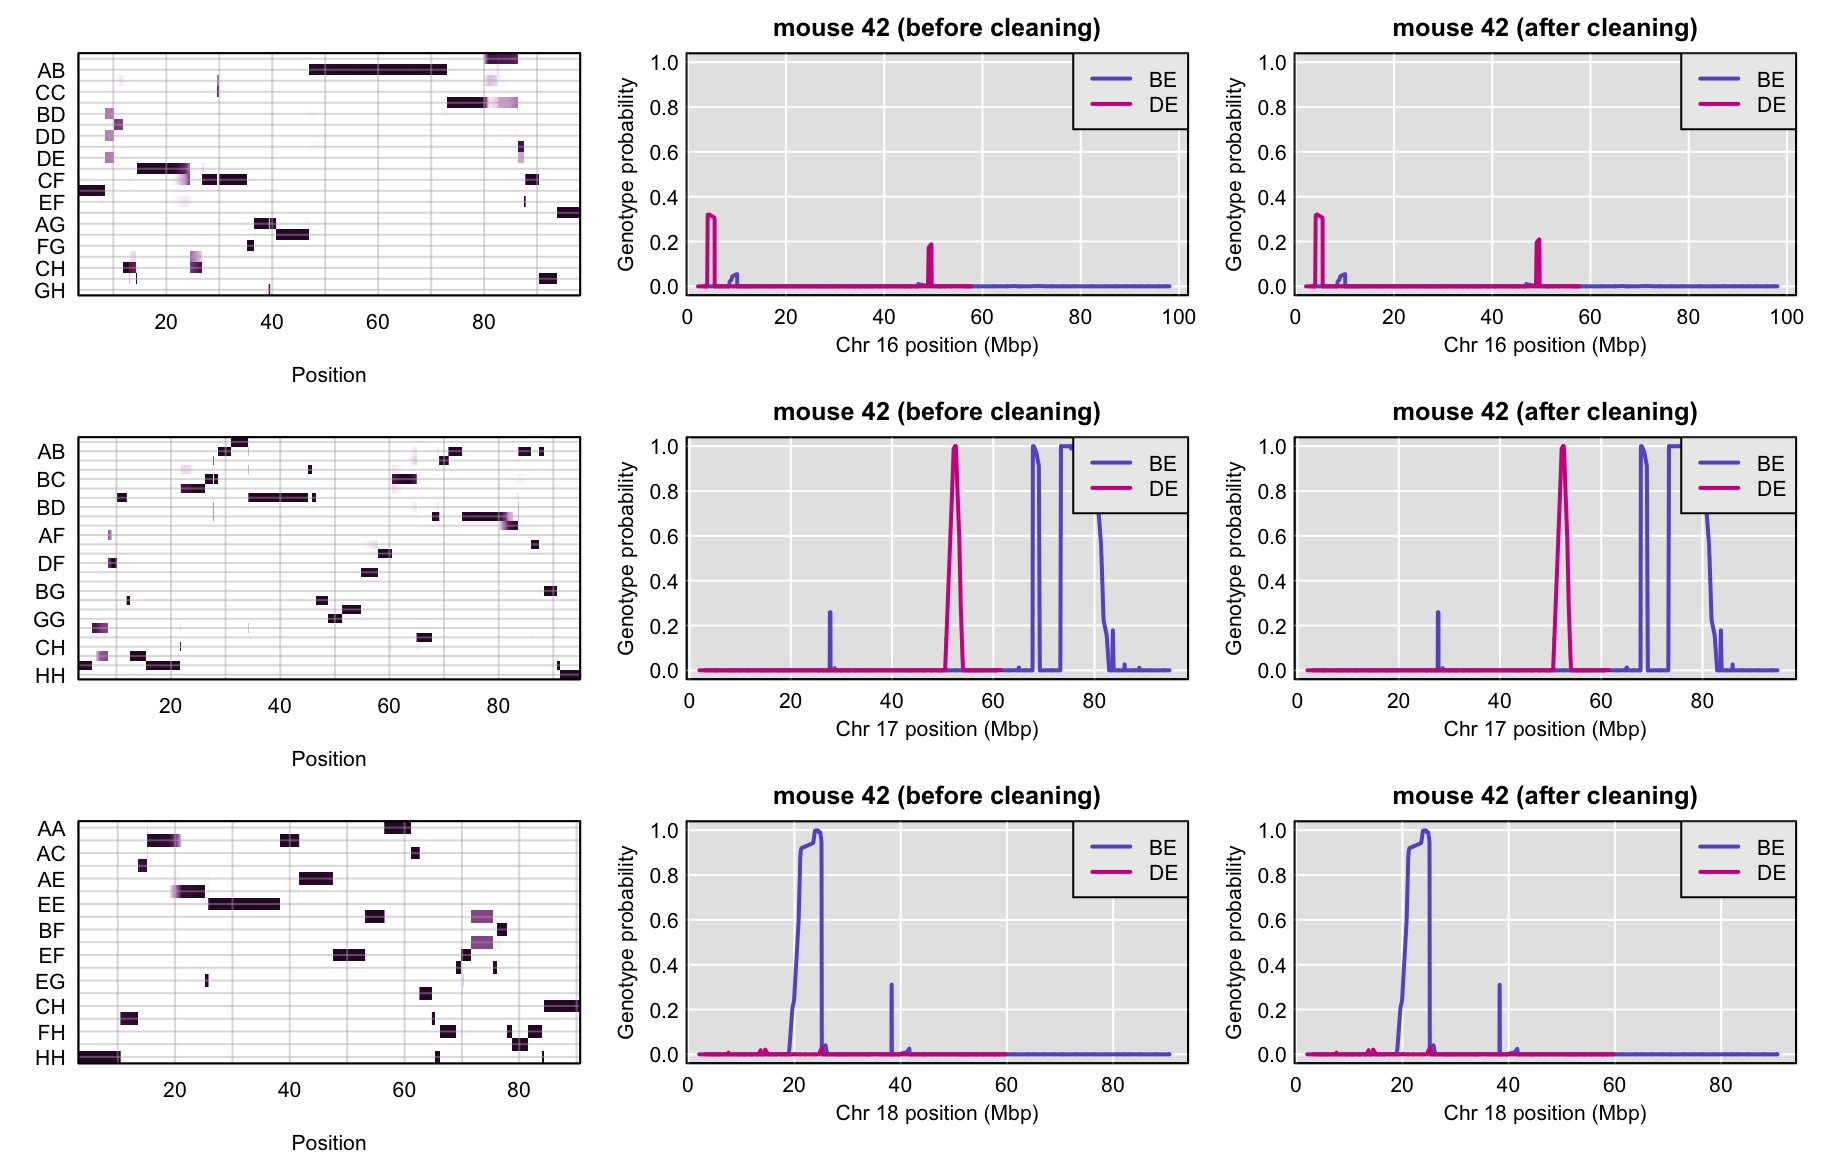 AB
CC
BD
DD
DE
CF
EF
AG
FG
CH
GH
20 40 60 80
Position
mouse 42 (before cleaning)
Genotype probability
1.0
0.8
0.6
0.4
0.2
0.0
BE
DE
0 20 40 60 80 100
Chr 16 position (Mbp)
mouse 42 (after cleaning)
Genotype probability
1.0
0.8
0.6
0.4
0.2
0.0
BE
DE
0 20 40 60 80 100
Chr 16 position (Mbp)
AB
BC
BD
AF
DF
BG
GG
CH
HH
20 40 60 80
Position
mouse 42 (before cleaning)
Genotype probability
1.0
0.8
0.6
0.4
0.2
0.0
BE
DE
0 20 40 60 80
Chr 17 position (Mbp)
mouse 42 (after cleaning)
Genotype probability
1.0
0.8
0.6
0.4
0.2
0.0
BE
DE
0 20 40 60 80
Chr 17 position (Mbp)
AA
AC
AE
EE
BF
EF
EG
CH
FH
HH
20 40 60 80
Position
mouse 42 (before cleaning)
Genotype probability
1.0
0.8
0.6
0.4
0.2
0.0
BE
DE
0 20 40 60 80
Chr 18 position (Mbp)
mouse 42 (after cleaning)
Genotype probability
1.0
0.8
0.6
0.4
0.2
0.0
BE
DE
0 20 40 60 80
Chr 18 position (Mbp)